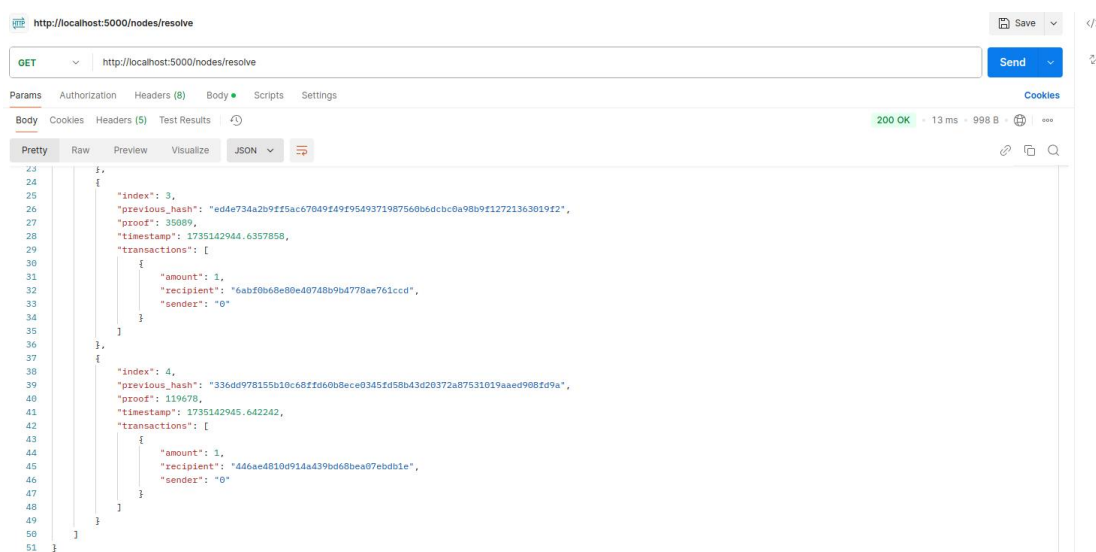 HTTP http://localhost:5000/nodes/resolve Save </>
GET http://localhost:5000/nodes/resolve Send
Params Authorization Headers (8) Body Scripts Settings Cookies
Body Cookies Headers (5) Test Results 200 OK 13 ms 998 B
Pretty Raw Preview Visualize JSON
23 },
24 {
25 "index": 3,
26 "previous_hash": "ed4e734a2b9ff5ac67049f49f9549371987560b6dcbc0a98b9f12721363019f2",
27 "proof": 35089,
28 "timestamp": 1735142944.6357858,
29 "transactions": [
30 {
31 "amount": 1,
32 "recipient": "6abf0b68e80e40748b9b4778ae761ccd",
33 "sender": "0"
34 }
35 ]
36 },
37 {
38 "index": 4,
39 "previous_hash": "336dd978155b10c68ffd60b8ece0345fd58b43d20372a87531019aaed908fd9a",
40 "proof": 119678,
41 "timestamp": 1735142945.642242,
42 "transactions": [
43 {
44 "amount": 1,
45 "recipient": "446ae4810d914a439bd68bea07ebdb1e",
46 "sender": "0"
47 }
48 ]
49 }
50 ]
51 }